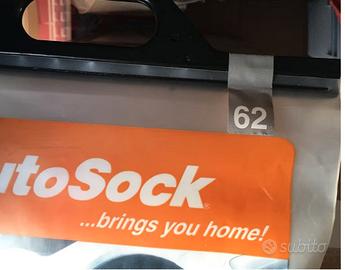 62
utoSock
...brings you home!
subito